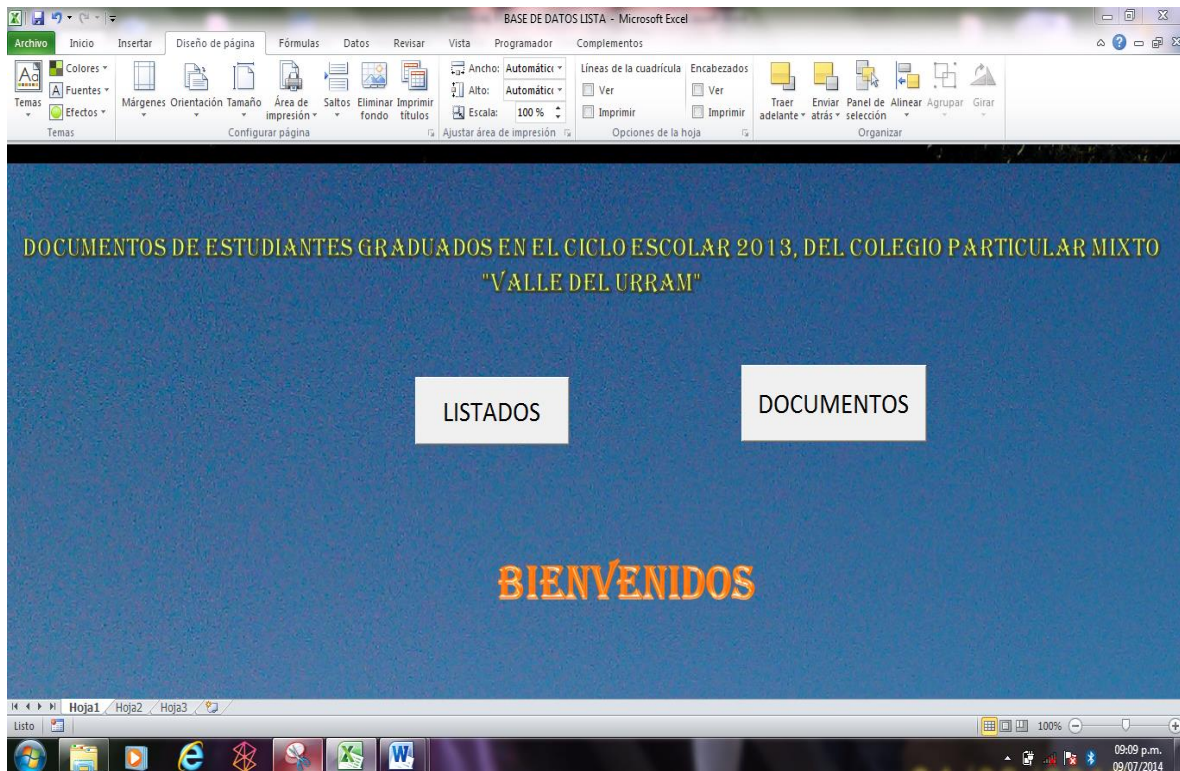 BASE DE DATOS LISTA - Microsoft Excel
Archivo Inicio Insertar Diseño de página Fórmulas Datos Revisar Vista Programador Complementos
Colores Ancho: Automático Líneas de la cuadrícula Encabezados
Fuentes Alto: Automático Ver Ver
Efectos Escala: 100 % Imprimir Imprimir
Temas Márgenes Orientación Tamaño Área de impresión Saltos Eliminar fondo Imprimir títulos Traer adelante Enviar atrás Panel de selección Alinear Agrupar Girar
Temas Configurar página Ajustar área de impresión Opciones de la hoja Organizar
DOCUMENTOS DE ESTUDIANTES GRADUADOS EN EL CICLO ESCOLAR 2013, DEL COLEGIO PARTICULAR MIXTO
"VALLE DEL URRAM"
LISTADOS
DOCUMENTOS
BIENVENIDOS
Hoja1 Hoja2 Hoja3
Listo 100%
09:09 p.m.
09/07/2014